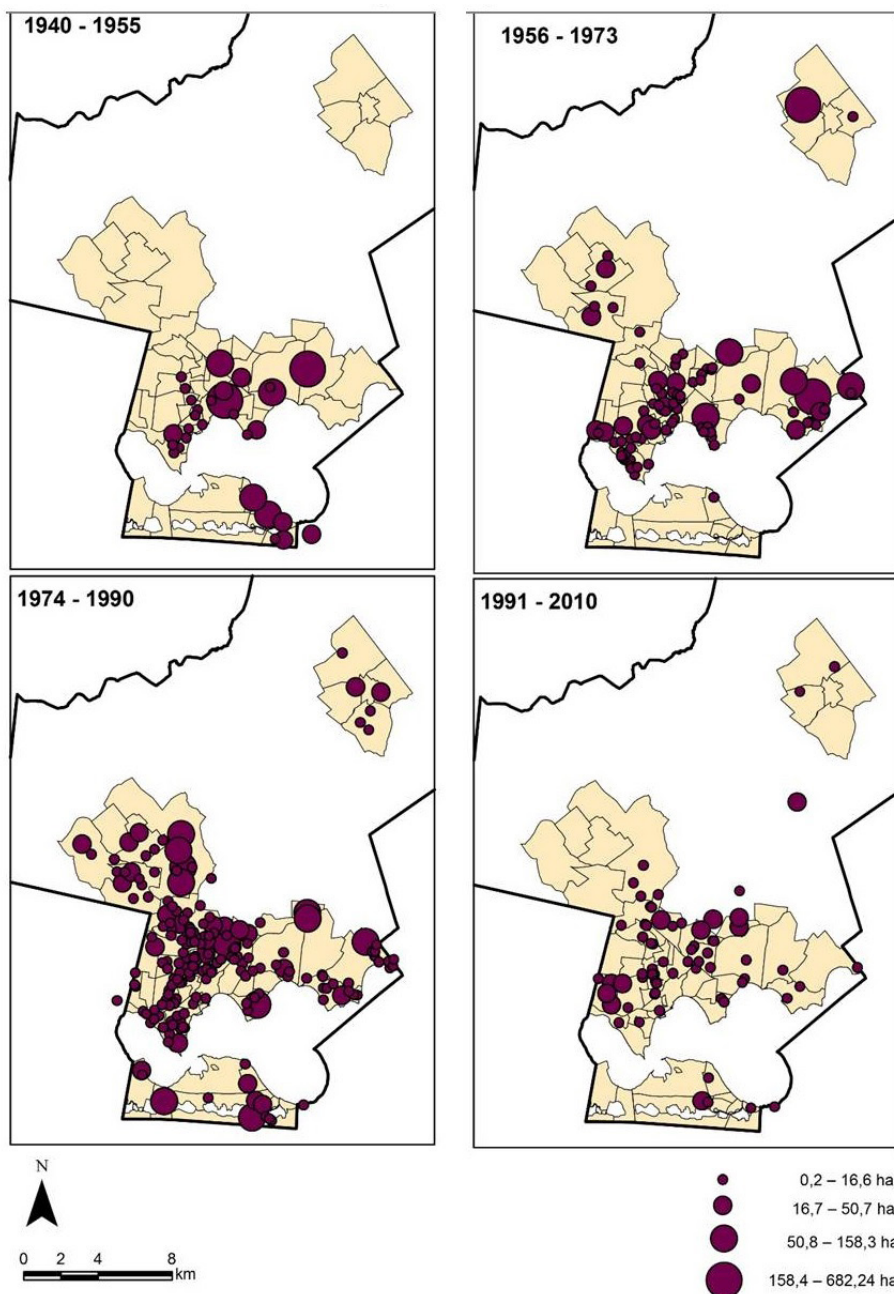 1940 - 1955
1956 - 1973
1974 - 1990
1991 - 2010
N
0 2 4 8
km
0,2 – 16,6 ha
16,7 – 50,7 ha
50,8 – 158,3 ha
158,4 – 682,24 ha